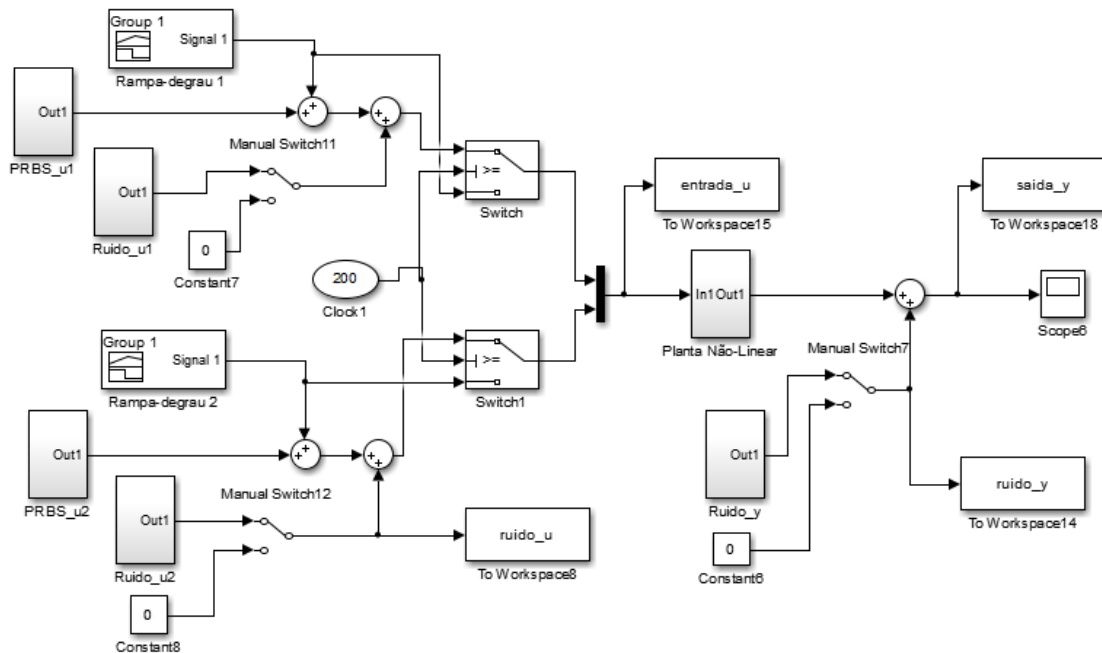 Group 1
Signal 1
Rampa-degrau 1
Out1
PRBS_u1
Manual Switch11
Out1
Ruido_u1
0
Constant7
>=
Switch
200
Clock1
entrada_u
To Workspace15
saida_y
To Workspace18
In1 Out1
Planta Não-Linear
Scope6
Group 1
Signal 1
Rampa-degrau 2
>=
Switch1
Out1
PRBS_u2
Manual Switch12
Out1
Ruido_u2
0
Constant8
ruido_u
To Workspace8
Manual Switch7
Out1
Ruido_y
0
Constant6
ruido_y
To Workspace14